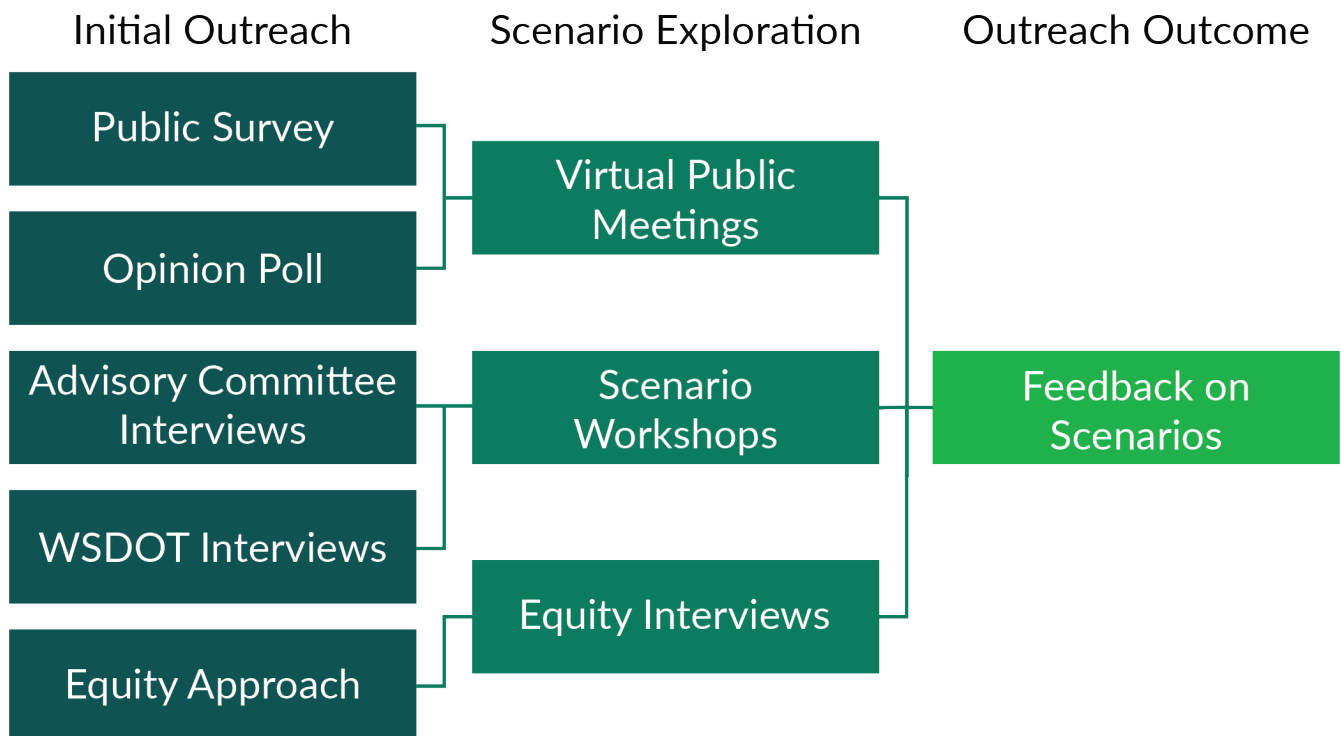 Initial Outreach
Scenario Exploration
Outreach Outcome
Public Survey
Opinion Poll
Advisory Committee
Interviews
WSDOT Interviews
Equity Approach
Virtual Public
Meetings
Scenario
Workshops
Equity Interviews
Feedback on
Scenarios